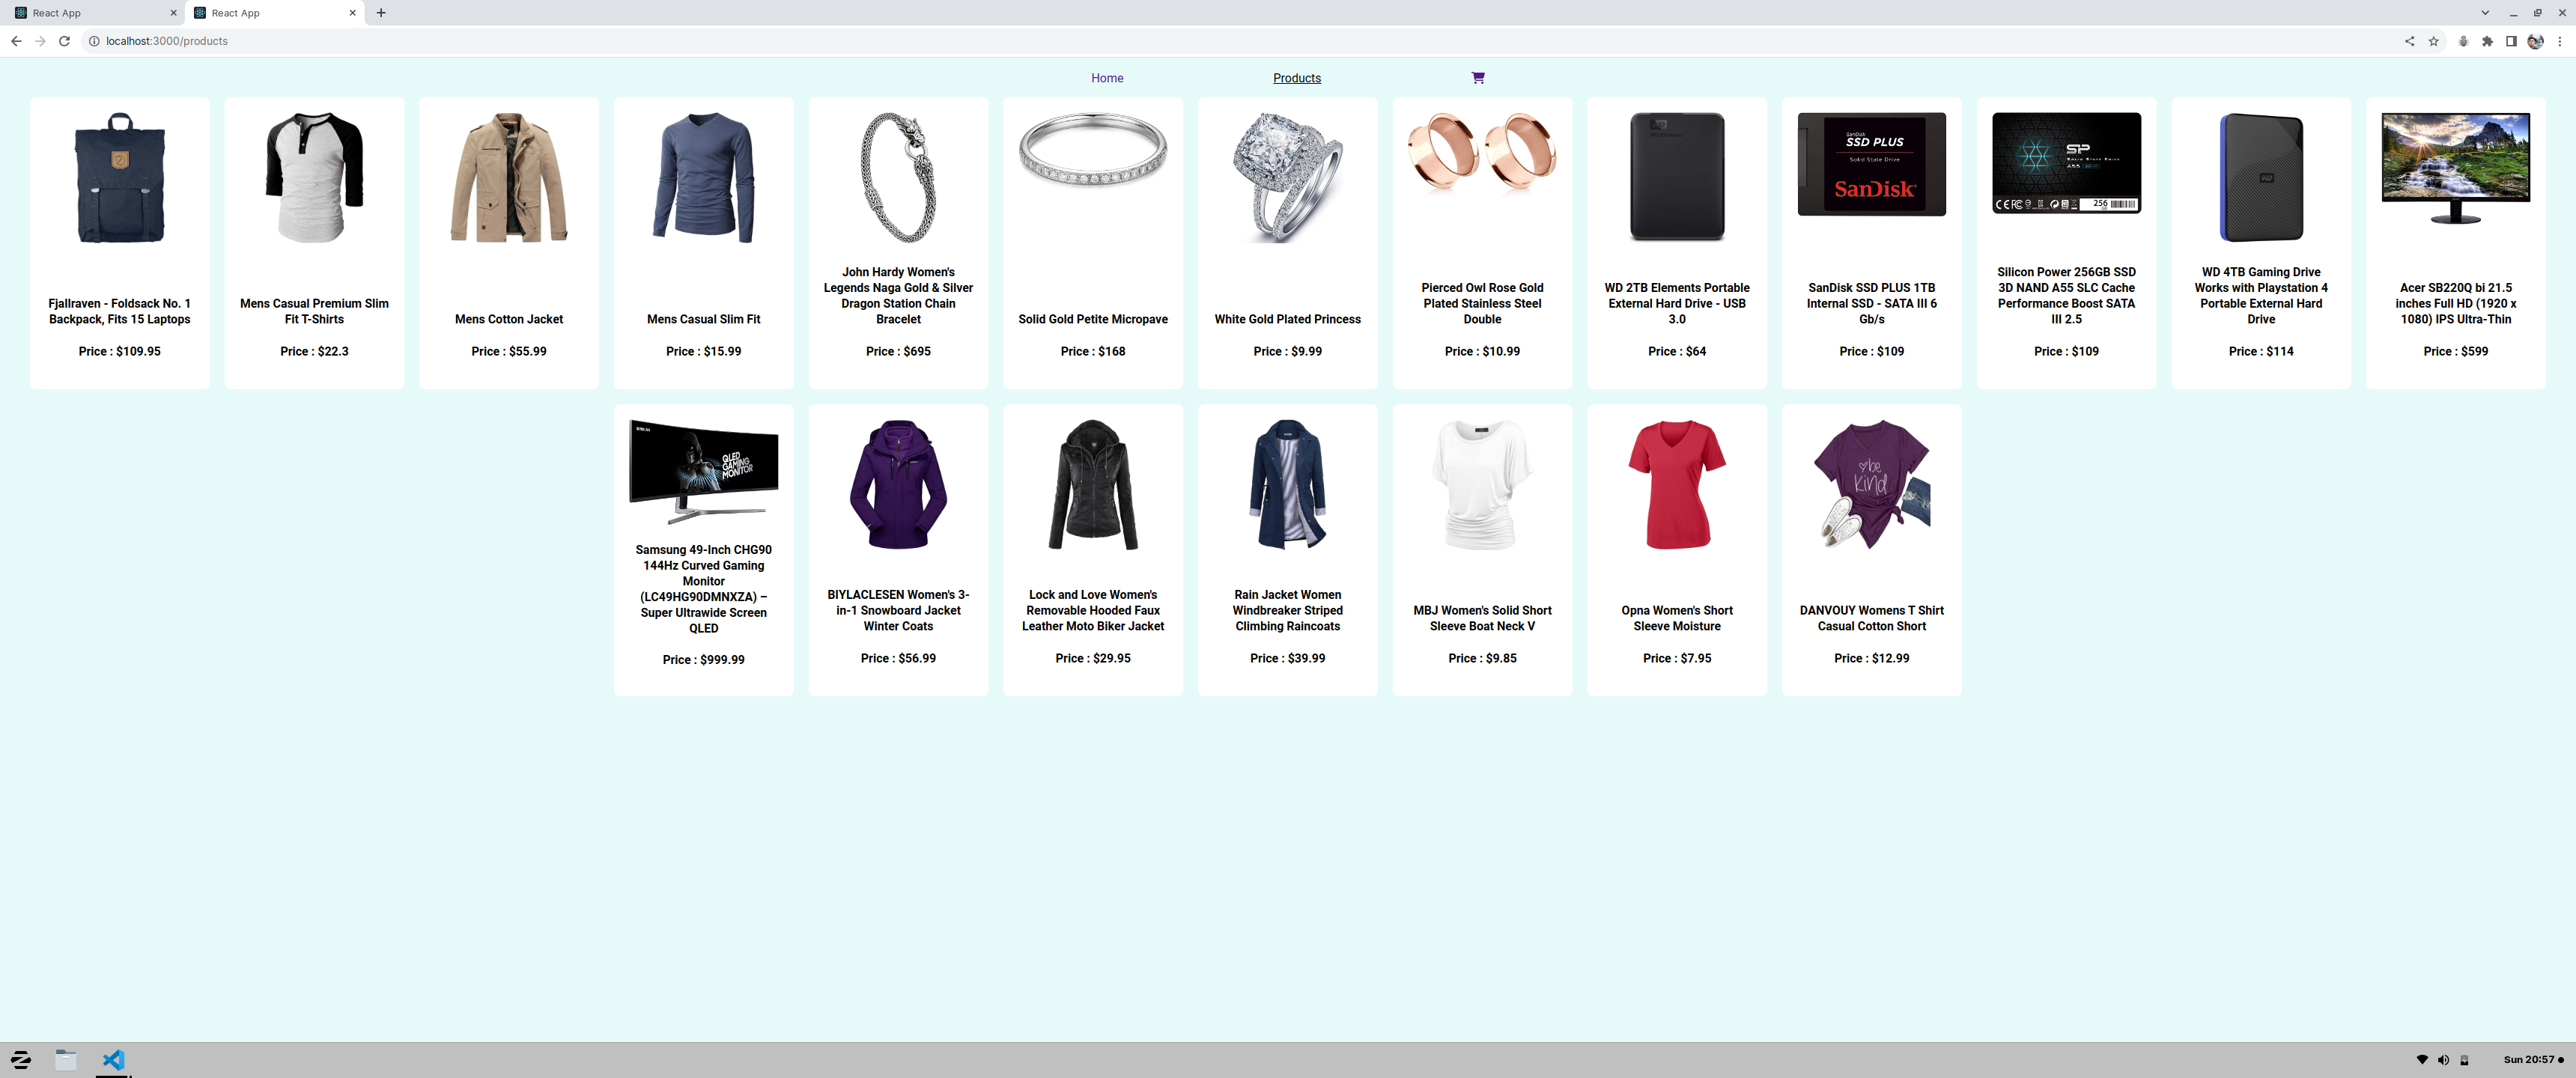 React App
React App
localhost:3000/products
Home
Products
Fjallraven - Foldsack No. 1
Backpack, Fits 15 Laptops
Price : $109.95
Mens Casual Premium Slim
Fit T-Shirts
Price : $22.3
Mens Cotton Jacket
Price : $55.99
Mens Casual Slim Fit
Price : $15.99
John Hardy Women's
Legends Naga Gold & Silver
Dragon Station Chain
Bracelet
Price : $695
Solid Gold Petite Micropave
Price : $168
White Gold Plated Princess
Price : $9.99
Pierced Owl Rose Gold
Plated Stainless Steel
Double
Price : $10.99
WD 2TB Elements Portable
External Hard Drive - USB
3.0
Price : $64
SanDisk
SSD PLUS
Solid State Drive
SanDisk
SanDisk SSD PLUS 1TB
Internal SSD - SATA III 6
Gb/s
Price : $109
SP
Solid State Drive
A55
256
Silicon Power 256GB SSD
3D NAND A55 SLC Cache
Performance Boost SATA
III 2.5
Price : $109
WD
WD 4TB Gaming Drive
Works with Playstation 4
Portable External Hard
Drive
Price : $114
Acer SB220Q bi 21.5
inches Full HD (1920 x
1080) IPS Ultra-Thin
Price : $599
QLED
GAMING
MONITOR
Samsung 49-Inch CHG90
144Hz Curved Gaming
Monitor
(LC49HG90DMNXZA) –
Super Ultrawide Screen
QLED
Price : $999.99
BIYLACLESEN Women's 3-
in-1 Snowboard Jacket
Winter Coats
Price : $56.99
Lock and Love Women's
Removable Hooded Faux
Leather Moto Biker Jacket
Price : $29.95
Rain Jacket Women
Windbreaker Striped
Climbing Raincoats
Price : $39.99
MBJ Women's Solid Short
Sleeve Boat Neck V
Price : $9.85
Opna Women's Short
Sleeve Moisture
Price : $7.95
be
Kind
DANVOUY Womens T Shirt
Casual Cotton Short
Price : $12.99
Sun 20:57